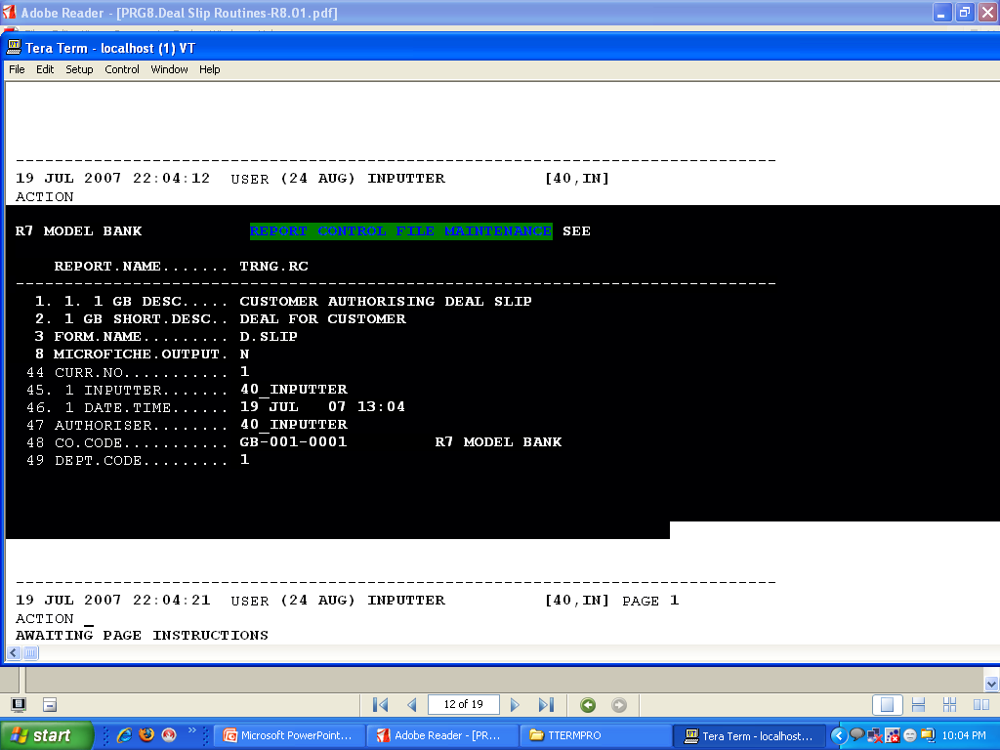 Adobe Reader - [PRG8.Deal Slip Routines-R8.01.pdf]
Tera Term - localhost (1) VT
File Edit Setup Control Window Help
--------------------------------------------------------------------------------
19 JUL 2007 22:04:12 USER (24 AUG) INPUTTER [40,IN]
ACTION
R7 MODEL BANK REPORT CONTROL FILE MAINTENANCE SEE
REPORT.NAME....... TRNG.RC
--------------------------------------------------------------------------------
1. 1. 1 GB DESC..... CUSTOMER AUTHORISING DEAL SLIP
2. 1 GB SHORT.DESC.. DEAL FOR CUSTOMER
3 FORM.NAME......... D.SLIP
8 MICROFICHE.OUTPUT. N
44 CURR.NO........... 1
45. 1 INPUTTER....... 40_INPUTTER
46. 1 DATE.TIME...... 19 JUL 07 13:04
47 AUTHORISER........ 40_INPUTTER
48 CO.CODE........... GB-001-0001 R7 MODEL BANK
49 DEPT.CODE......... 1
--------------------------------------------------------------------------------
19 JUL 2007 22:04:21 USER (24 AUG) INPUTTER [40,IN] PAGE 1
ACTION _
AWAITING PAGE INSTRUCTIONS
12 of 19
start Microsoft PowerPoint... Adobe Reader - [PR... TTERMPRO Tera Term - localhost... 10:04 PM